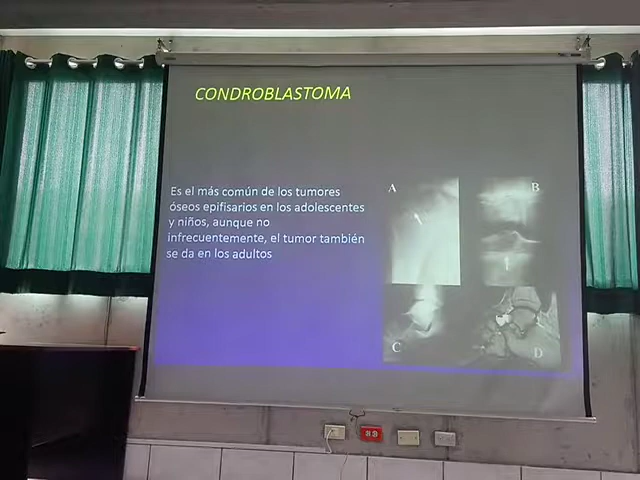 CONDROBLASTOMA
Es el más común de los tumores
óseos epifisarios en los adolescentes
y niños, aunque no
infrecuentemente, el tumor también
se da en los adultos
A
B
C
D